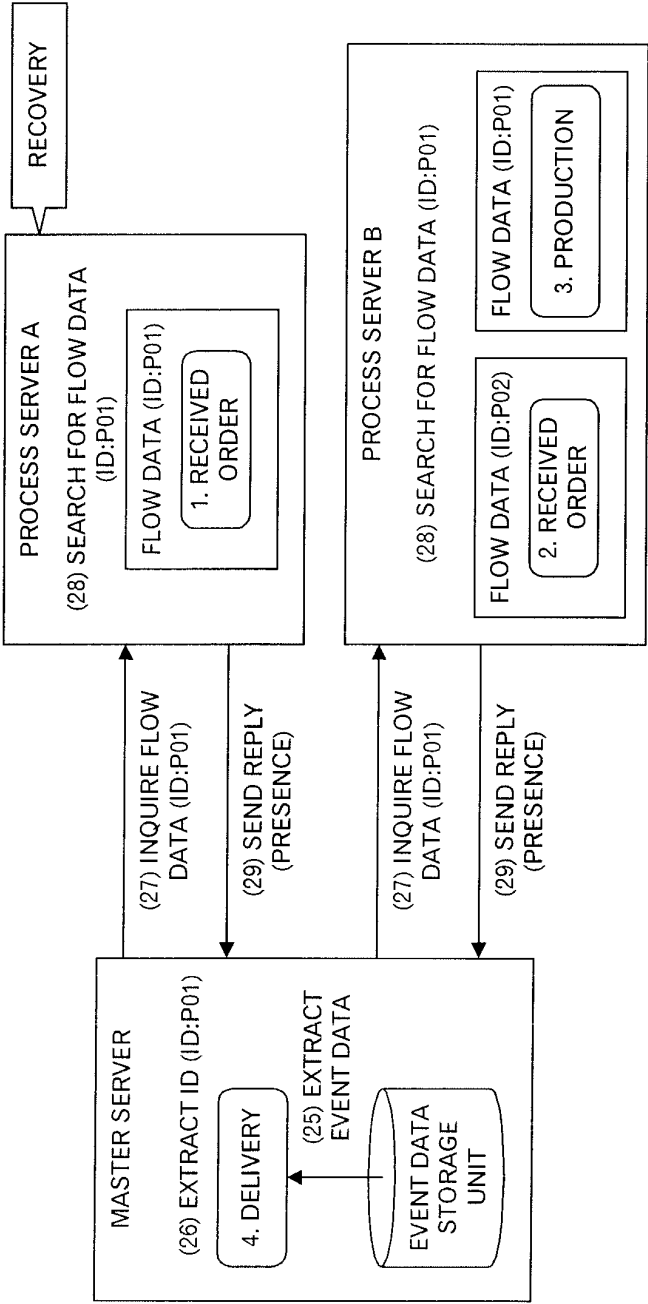 MASTER SERVER
(26) EXTRACT ID (ID:P01)
4. DELIVERY
(25) EXTRACT
EVENT DATA
EVENT DATA
STORAGE
UNIT
(27) INQUIRE FLOW
DATA (ID:P01)
(29) SEND REPLY
(PRESENCE)
(27) INQUIRE FLOW
DATA (ID:P01)
(29) SEND REPLY
(PRESENCE)
RECOVERY
PROCESS SERVER A
(28) SEARCH FOR FLOW DATA
(ID:P01)
FLOW DATA (ID:P01)
1. RECEIVED
ORDER
PROCESS SERVER B
(28) SEARCH FOR FLOW DATA (ID:P01)
FLOW DATA (ID:P02)
2. RECEIVED
ORDER
FLOW DATA (ID:P01)
3. PRODUCTION